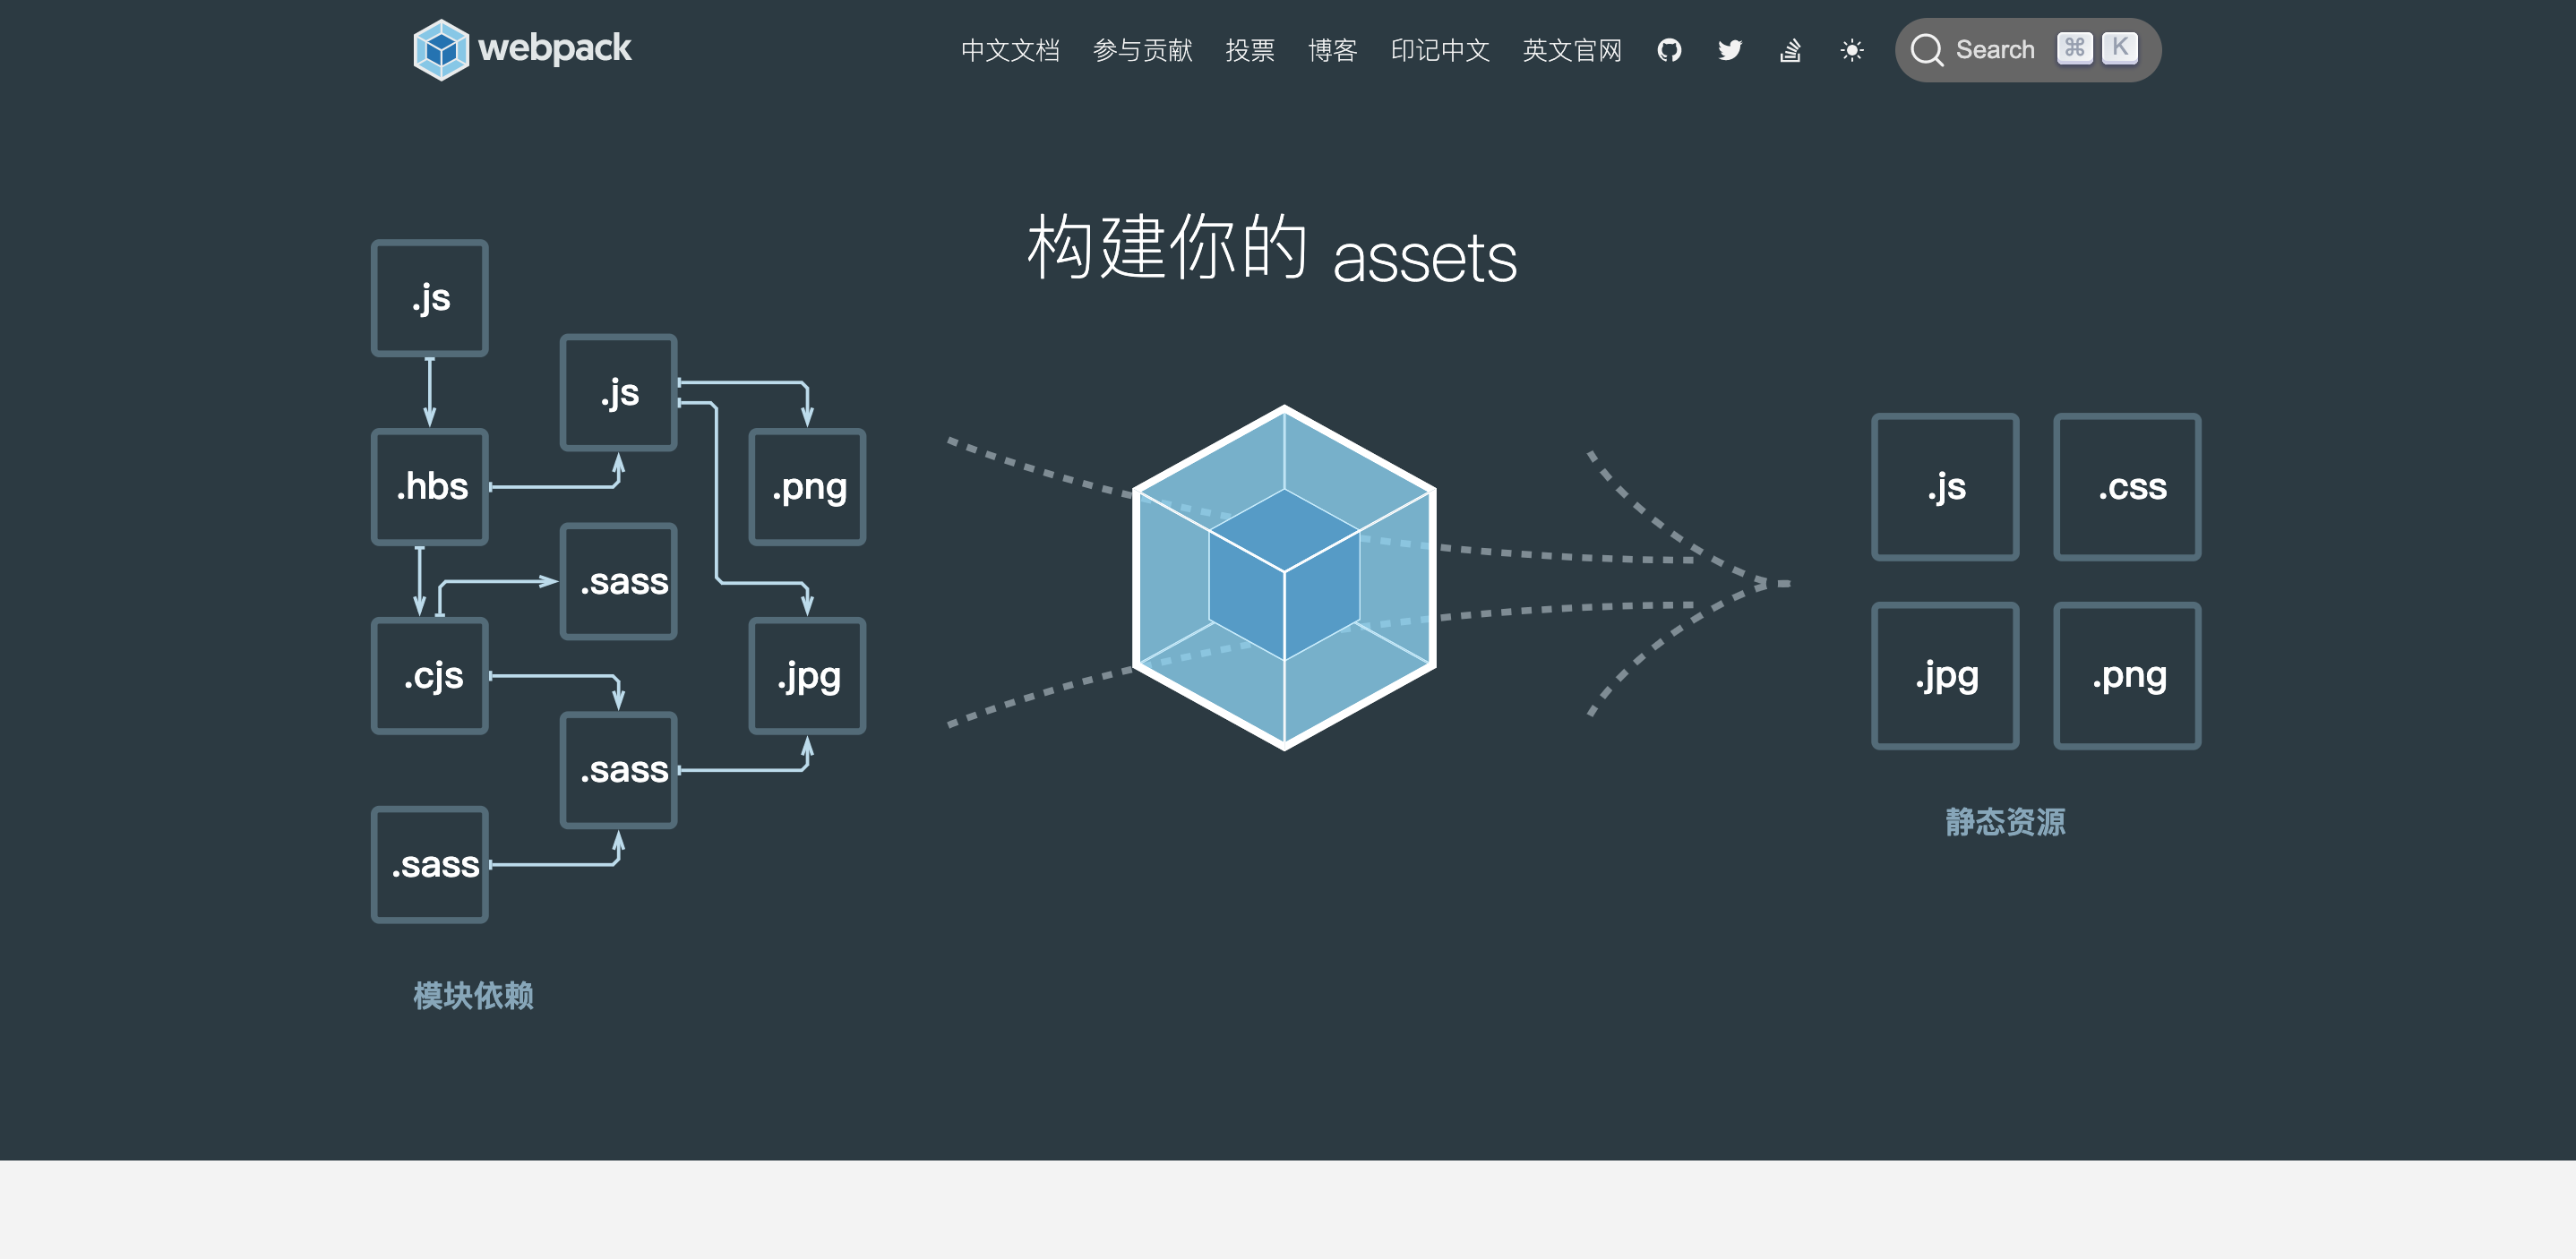 webpack
中文文档 参与贡献 投票 博客 印记中文 英文官网 Search ⌘ K
构建你的 assets
.js
.js
.hbs
.png
.sass
.cjs
.jpg
.sass
.sass
模块依赖
.js .css
.jpg .png
静态资源